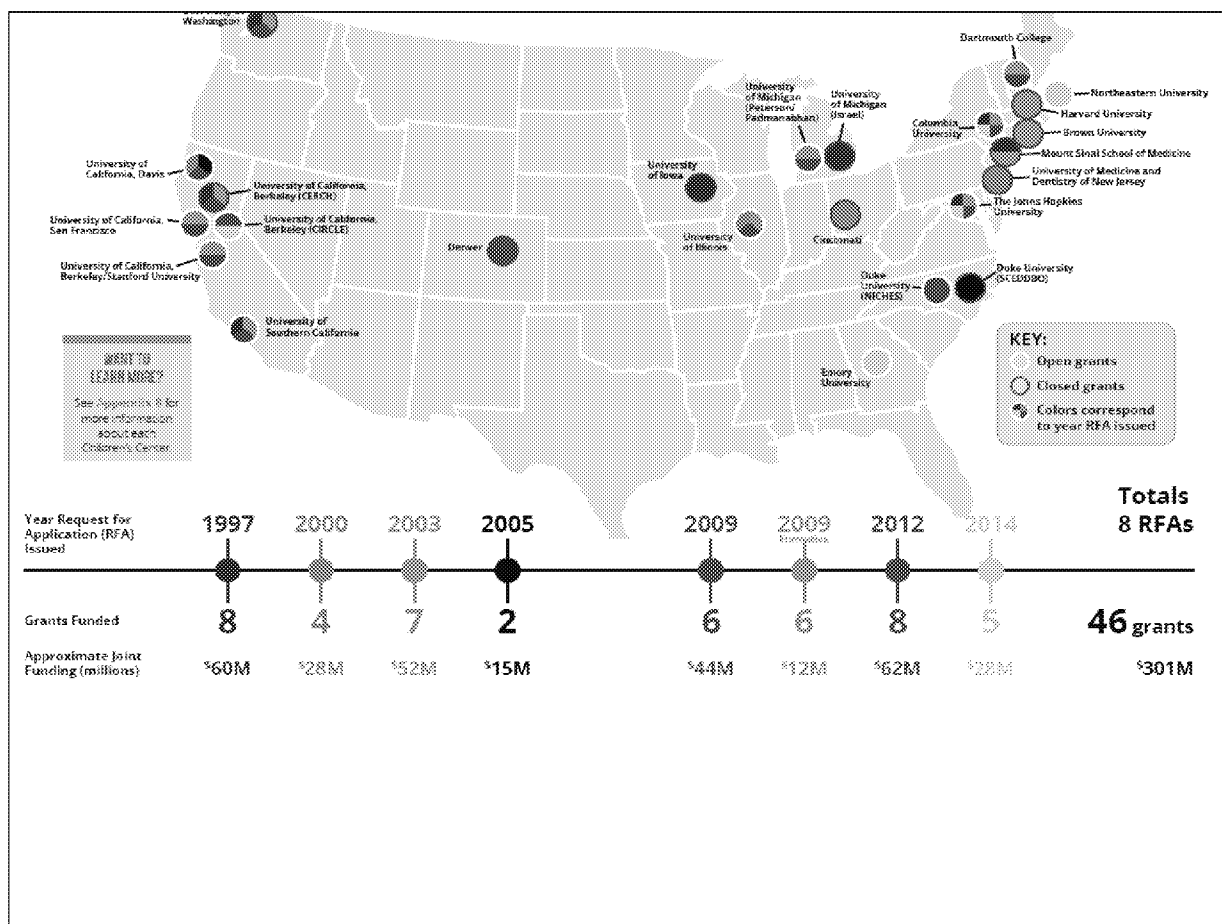 Washington
Dartmouth College
Northeastern University
Harvard University
Brown University
Mount Sinai School of Medicine
University of Medicine and
Dentistry of New Jersey
The Johns Hopkins
University
Columbia
University
University
of Michigan
(Peterson/
Padmanabhan)
University
of Michigan
(Israel)
University of
California, Davis
University of California,
Berkeley (CERCH)
University of California,
San Francisco
University of California,
Berkeley (CIRCLE)
University of California,
Berkeley/Stanford University
University of
Southern California
Denver
University
of Iowa
University
of Illinois
Cincinnati
Duke
University
(NICHES)
Duke University
(SCEDDBO)
Emory
University
WANT TO
LEARN MORE?
See Appendix B for
more information
about each
Children's Center.
KEY:
Open grants
Closed grants
Colors correspond
to year RFA issued
Year Request for
Application (RFA)
Issued
1997 2000 2003 2005 2009 2009 2012 2014
Formative
Totals
8 RFAs
Grants Funded
8 4 7 2 6 6 8 5
46 grants
Approximate Joint
Funding (millions)
$60M $28M $52M $15M $44M $12M $62M $28M
$301M